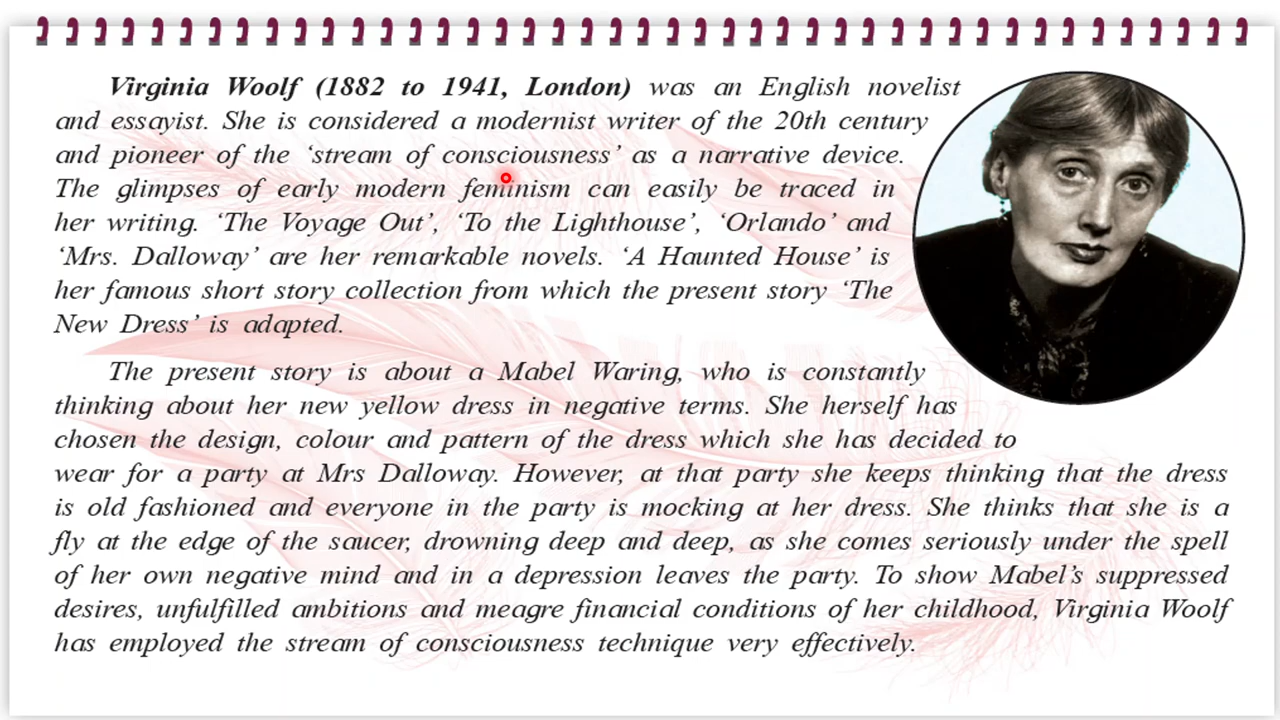 Virginia Woolf (1882 to 1941, London) was an English novelist
and essayist. She is considered a modernist writer of the 20th century
and pioneer of the ‘stream of consciousness’ as a narrative device.
The glimpses of early modern feminism can easily be traced in
her writing. ‘The Voyage Out’, ‘To the Lighthouse’, ‘Orlando’ and
‘Mrs. Dalloway’ are her remarkable novels. ‘A Haunted House’ is
her famous short story collection from which the present story ‘The
New Dress’ is adapted.
The present story is about a Mabel Waring, who is constantly
thinking about her new yellow dress in negative terms. She herself has
chosen the design, colour and pattern of the dress which she has decided to
wear for a party at Mrs Dalloway. However, at that party she keeps thinking that the dress
is old fashioned and everyone in the party is mocking at her dress. She thinks that she is a
fly at the edge of the saucer, drowning deep and deep, as she comes seriously under the spell
of her own negative mind and in a depression leaves the party. To show Mabel’s suppressed
desires, unfulfilled ambitions and meagre financial conditions of her childhood, Virginia Woolf
has employed the stream of consciousness technique very effectively.